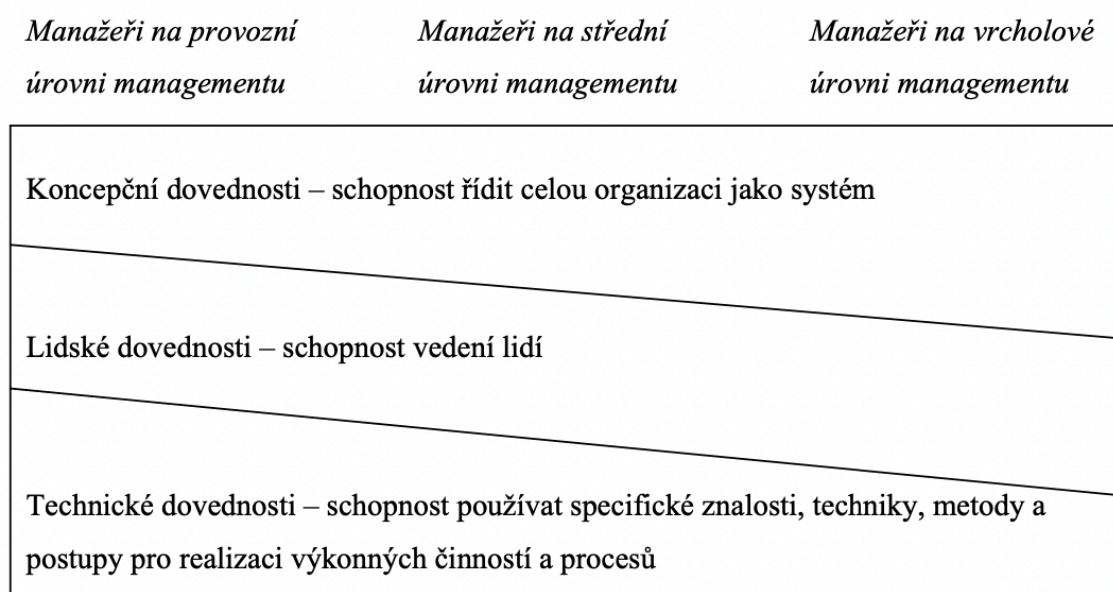 Manažeři na provozní
úrovni managementu
Manažeři na střední
úrovni managementu
Manažeři na vrcholové
úrovni managementu
Koncepční dovednosti – schopnost řídit celou organizaci jako systém
Lidské dovednosti – schopnost vedení lidí
Technické dovednosti – schopnost používat specifické znalosti, techniky, metody a
postupy pro realizaci výkonných činností a procesů